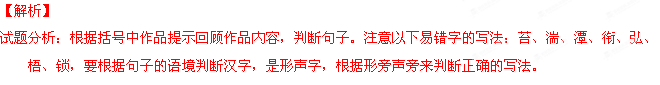 【解析】
试题分析：根据括号中作品提示回顾作品内容，判断句子。注意以下易错字的写法：苔、湍、潭、衔、弘、
梧、锁，要根据句子的语境判断汉字，是形声字，根据形旁声旁来判断正确的写法。